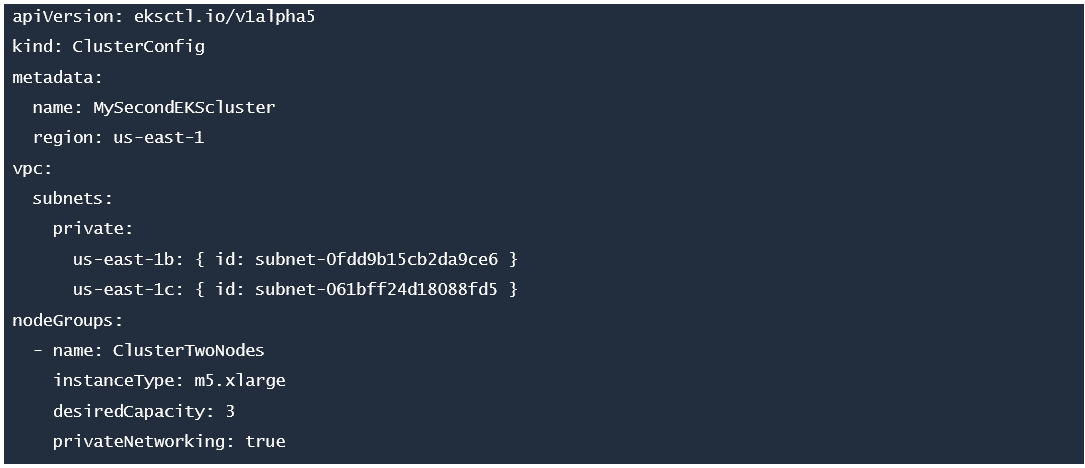 apiVersion: eksctl.io/v1alpha5
kind: ClusterConfig
metadata:
  name: MySecondEKScluster
  region: us-east-1
vpc:
  subnets:
    private:
      us-east-1b: { id: subnet-0fdd9b15cb2da9ce6 }
      us-east-1c: { id: subnet-061bff24d18088fd5 }
nodeGroups:
  - name: ClusterTwoNodes
    instanceType: m5.xlarge
    desiredCapacity: 3
    privateNetworking: true